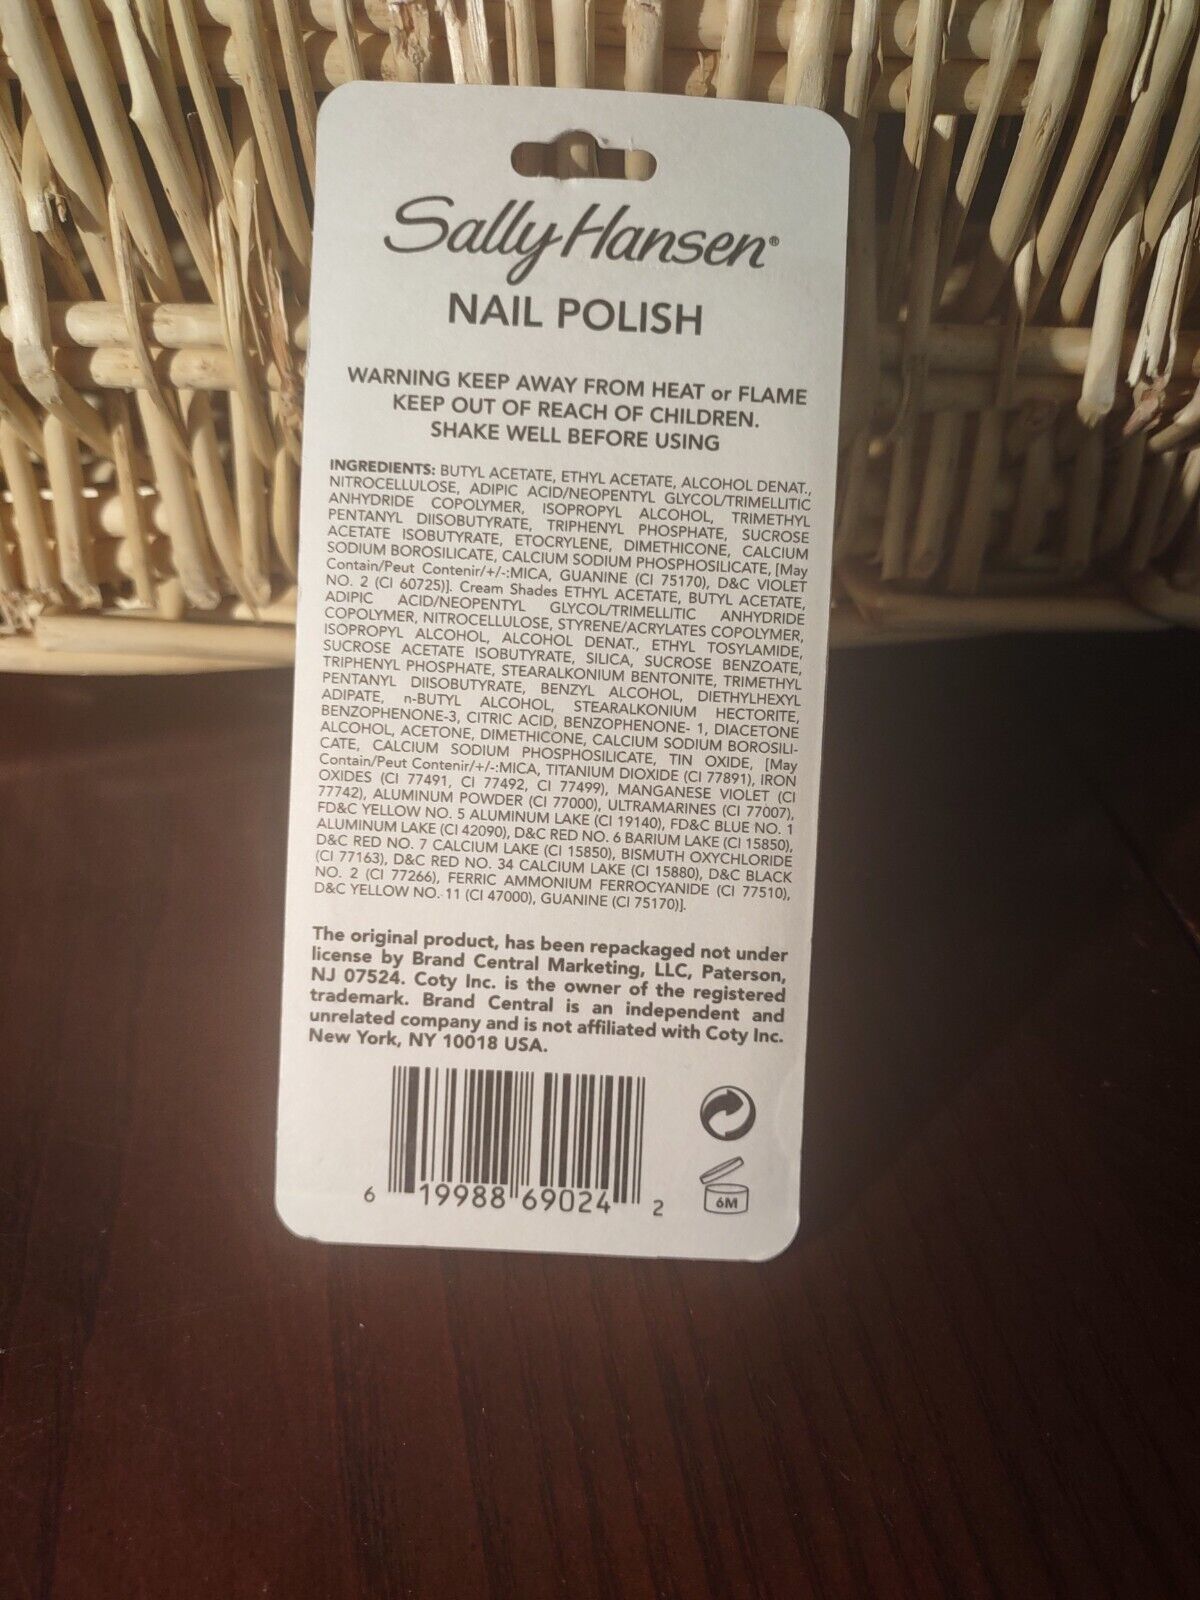 Sally Hansen®
NAIL POLISH
WARNING KEEP AWAY FROM HEAT or FLAME
KEEP OUT OF REACH OF CHILDREN.
SHAKE WELL BEFORE USING
INGREDIENTS: BUTYL ACETATE, ETHYL ACETATE, ALCOHOL DENAT.,
NITROCELLULOSE, ADIPIC ACID/NEOPENTYL GLYCOL/TRIMELLITIC
ANHYDRIDE COPOLYMER, ISOPROPYL ALCOHOL, TRIMETHYL
PENTANYL DIISOBUTYRATE, TRIPHENYL PHOSPHATE, SUCROSE
ACETATE ISOBUTYRATE, ETOCRYLENE, DIMETHICONE, CALCIUM
SODIUM BOROSILICATE, CALCIUM SODIUM PHOSPHOSILICATE, [May
Contain/Peut Contenir/+/-:MICA, GUANINE (CI 75170), D&C VIOLET
NO. 2 (CI 60725)]. Cream Shades ETHYL ACETATE, BUTYL ACETATE,
ADIPIC ACID/NEOPENTYL GLYCOL/TRIMELLITIC ANHYDRIDE
COPOLYMER, NITROCELLULOSE, STYRENE/ACRYLATES COPOLYMER,
ISOPROPYL ALCOHOL, ALCOHOL DENAT., ETHYL TOSYLAMIDE,
SUCROSE ACETATE ISOBUTYRATE, SILICA, SUCROSE BENZOATE,
TRIPHENYL PHOSPHATE, STEARALKONIUM BENTONITE, TRIMETHYL
PENTANYL DIISOBUTYRATE, BENZYL ALCOHOL, DIETHYLHEXYL
ADIPATE, n-BUTYL ALCOHOL, STEARALKONIUM HECTORITE,
BENZOPHENONE-3, CITRIC ACID, BENZOPHENONE- 1, DIACETONE
ALCOHOL, ACETONE, DIMETHICONE, CALCIUM SODIUM BOROSILI-
CATE, CALCIUM SODIUM PHOSPHOSILICATE, TIN OXIDE, [May
Contain/Peut Contenir/+/-:MICA, TITANIUM DIOXIDE (CI 77891), IRON
OXIDES (CI 77491, CI 77492, CI 77499), MANGANESE VIOLET (CI
77742), ALUMINUM POWDER (CI 77000), ULTRAMARINES (CI 77007),
FD&C YELLOW NO. 5 ALUMINUM LAKE (CI 19140), FD&C BLUE NO. 1
ALUMINUM LAKE (CI 42090), D&C RED NO. 6 BARIUM LAKE (CI 15850),
D&C RED NO. 7 CALCIUM LAKE (CI 15850), BISMUTH OXYCHLORIDE
(CI 77163), D&C RED NO. 34 CALCIUM LAKE (CI 15880), D&C BLACK
NO. 2 (CI 77266), FERRIC AMMONIUM FERROCYANIDE (CI 77510),
D&C YELLOW NO. 11 (CI 47000), GUANINE (CI 75170)].
The original product, has been repackaged not under
license by Brand Central Marketing, LLC, Paterson,
NJ 07524. Coty Inc. is the owner of the registered
trademark. Brand Central is an independent and
unrelated company and is not affiliated with Coty Inc.
New York, NY 10018 USA.
6 19988 69024 2
6M